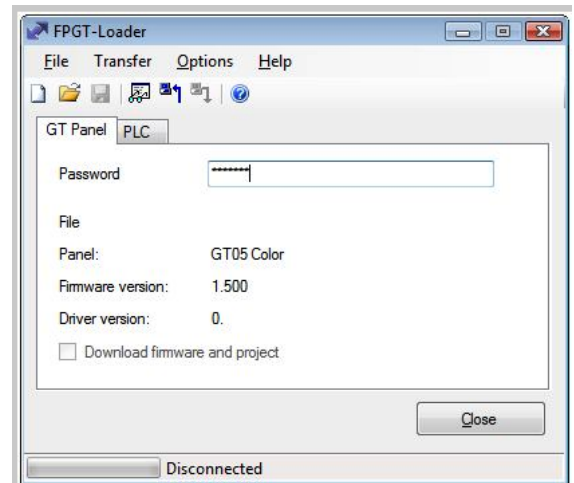 FPGT-Loader
File Transfer Options Help
GT Panel PLC
Password *******
File
Panel: GT05 Color
Firmware version: 1.500
Driver version: 0.
Download firmware and project
Close
Disconnected